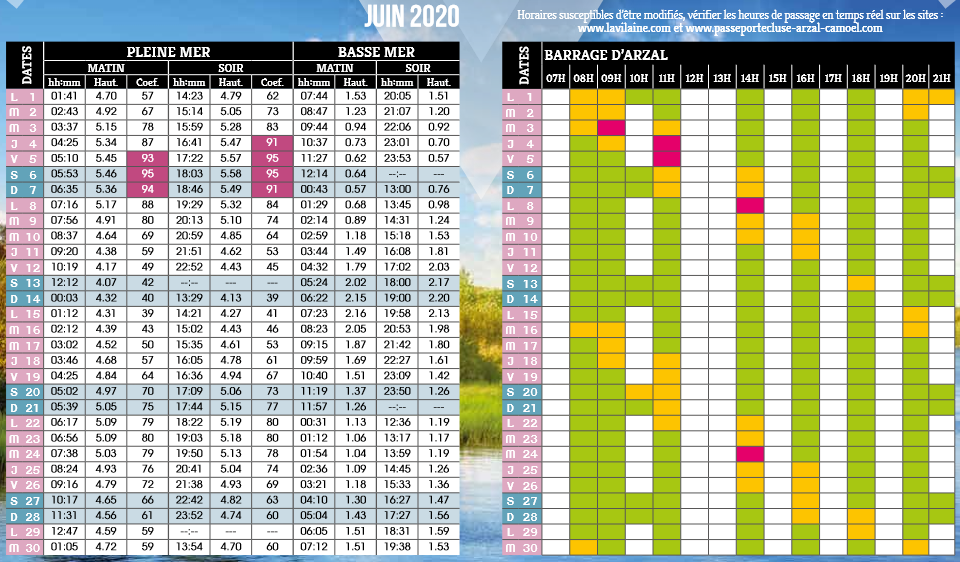 JUIN 2020
Horaires susceptibles d'être modifiés, vérifier les heures de passage en temps réel sur les sites :
www.lavilaine.com et www.passeportecluse-arzal-camoel.com
DATES PLEINE MER BASSE MER
MATIN SOIR MATIN SOIR
hh:mm Haut. Coef. hh:mm Haut. Coef. hh:mm Haut. hh:mm Haut.
L 1 01:41 4.70 57 14:23 4.79 62 07:44 1.53 20:05 1.51
M 2 02:43 4.92 67 15:14 5.05 73 08:47 1.23 21:07 1.20
M 3 03:37 5.15 78 15:59 5.28 83 09:44 0.94 22:06 0.92
J 4 04:25 5.34 87 16:41 5.47 91 10:37 0.73 23:01 0.70
V 5 05:10 5.45 93 17:22 5.57 95 11:27 0.62 23:53 0.57
S 6 05:53 5.46 95 18:03 5.58 95 12:14 0.64 --:-- ---
D 7 06:35 5.36 94 18:46 5.49 91 00:43 0.57 13:00 0.76
L 8 07:16 5.17 88 19:29 5.32 84 01:29 0.68 13:45 0.98
M 9 07:56 4.91 80 20:13 5.10 74 02:14 0.89 14:31 1.24
M 10 08:37 4.64 69 20:59 4.85 64 02:59 1.18 15:18 1.53
J 11 09:20 4.38 59 21:51 4.62 53 03:44 1.49 16:08 1.81
V 12 10:19 4.17 49 22:52 4.43 45 04:32 1.79 17:02 2.03
S 13 12:12 4.07 42 --:-- --- --- 05:24 2.02 18:00 2.17
D 14 00:03 4.32 40 13:29 4.13 39 06:22 2.15 19:00 2.20
L 15 01:12 4.31 39 14:21 4.27 41 07:23 2.16 19:58 2.13
M 16 02:12 4.39 43 15:02 4.43 46 08:23 2.05 20:53 1.98
M 17 03:02 4.52 50 15:35 4.61 53 09:15 1.87 21:42 1.80
J 18 03:46 4.68 57 16:05 4.78 61 09:59 1.69 22:27 1.61
V 19 04:25 4.84 64 16:36 4.94 67 10:40 1.51 23:09 1.42
S 20 05:02 4.97 70 17:09 5.06 73 11:19 1.37 23:50 1.26
D 21 05:39 5.05 75 17:44 5.15 77 11:57 1.26 --:-- ---
L 22 06:17 5.09 79 18:22 5.19 80 00:31 1.13 12:36 1.19
M 23 06:56 5.09 80 19:03 5.18 80 01:12 1.06 13:17 1.17
M 24 07:38 5.03 79 19:50 5.13 78 01:54 1.04 13:59 1.19
J 25 08:24 4.93 76 20:41 5.04 74 02:36 1.09 14:45 1.26
V 26 09:16 4.79 72 21:38 4.93 69 03:21 1.18 15:33 1.36
S 27 10:17 4.65 66 22:42 4.82 63 04:10 1.30 16:27 1.47
D 28 11:31 4.56 61 23:52 4.74 60 05:04 1.43 17:27 1.56
L 29 12:47 4.59 59 --:-- --- --- 06:05 1.51 18:31 1.59
M 30 01:05 4.72 59 13:54 4.70 60 07:12 1.51 19:38 1.53
DATES BARRAGE D'ARZAL
07H 08H 09H 10H 11H 12H 13H 14H 15H 16H 17H 18H 19H 20H 21H
L 1
M 2
M 3
J 4
V 5
S 6
D 7
L 8
M 9
M 10
J 11
V 12
S 13
D 14
L 15
M 16
M 17
J 18
V 19
S 20
D 21
L 22
M 23
M 24
J 25
V 26
S 27
D 28
L 29
M 30